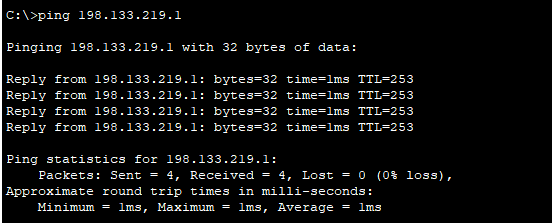 C:\>ping 198.133.219.1
Pinging 198.133.219.1 with 32 bytes of data:
Reply from 198.133.219.1: bytes=32 time=1ms TTL=253
Reply from 198.133.219.1: bytes=32 time=1ms TTL=253
Reply from 198.133.219.1: bytes=32 time=1ms TTL=253
Reply from 198.133.219.1: bytes=32 time=1ms TTL=253
Ping statistics for 198.133.219.1:
Packets: Sent = 4, Received = 4, Lost = 0 (0% loss),
Approximate round trip times in milli-seconds:
Minimum = 1ms, Maximum = 1ms, Average = 1ms